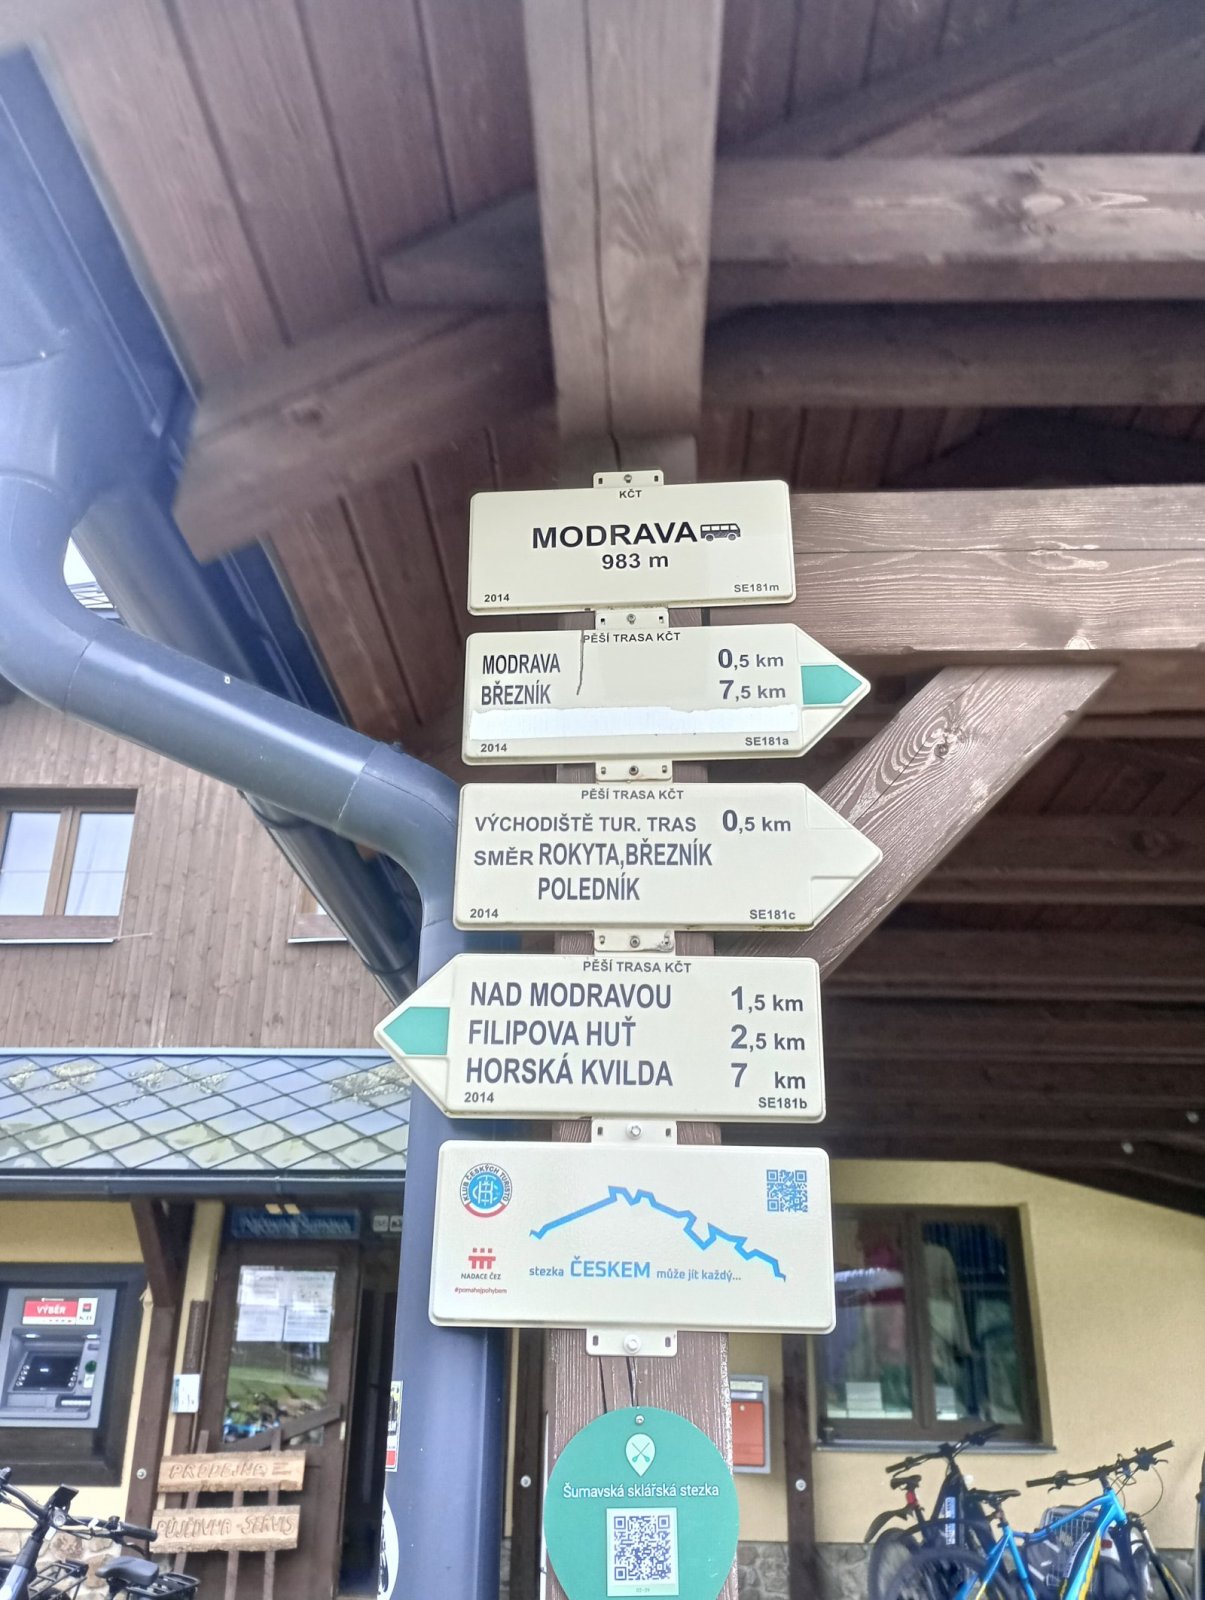 KČT
MODRAVA
983 m
2014 SE181m
PĚŠÍ TRASA KČT
MODRAVA 0,5 km
BŘEZNÍK 7,5 km
2014 SE181a
PĚŠÍ TRASA KČT
VÝCHODIŠTĚ TUR. TRAS 0,5 km
SMĚR ROKYTA,BŘEZNÍK
POLEDNÍK
2014 SE181c
PĚŠÍ TRASA KČT
NAD MODRAVOU 1,5 km
FILIPOVA HUŤ 2,5 km
HORSKÁ KVILDA 7 km
2014 SE181b
KLUB ČESKÝCH TURISTŮ
NADACE ČEZ
#pomahejpohybem
stezka ČESKEM může jít každý...
Šumavská sklářská stezka
VÝBĚR
PRODEJNA
PŮJČOVNA - SERVIS